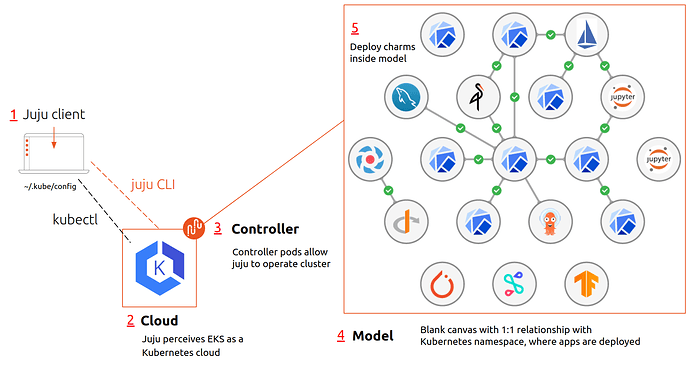 1 Juju client
~/.kube/config
juju CLI
kubectl
3 Controller
Controller pods allow
juju to operate cluster
K
2 Cloud
Juju perceives EKS as a
Kubernetes cloud
5
Deploy charms
inside model
jupyter
jupyter
4 Model
Blank canvas with 1:1 relationship with
Kubernetes namespace, where apps are deployed